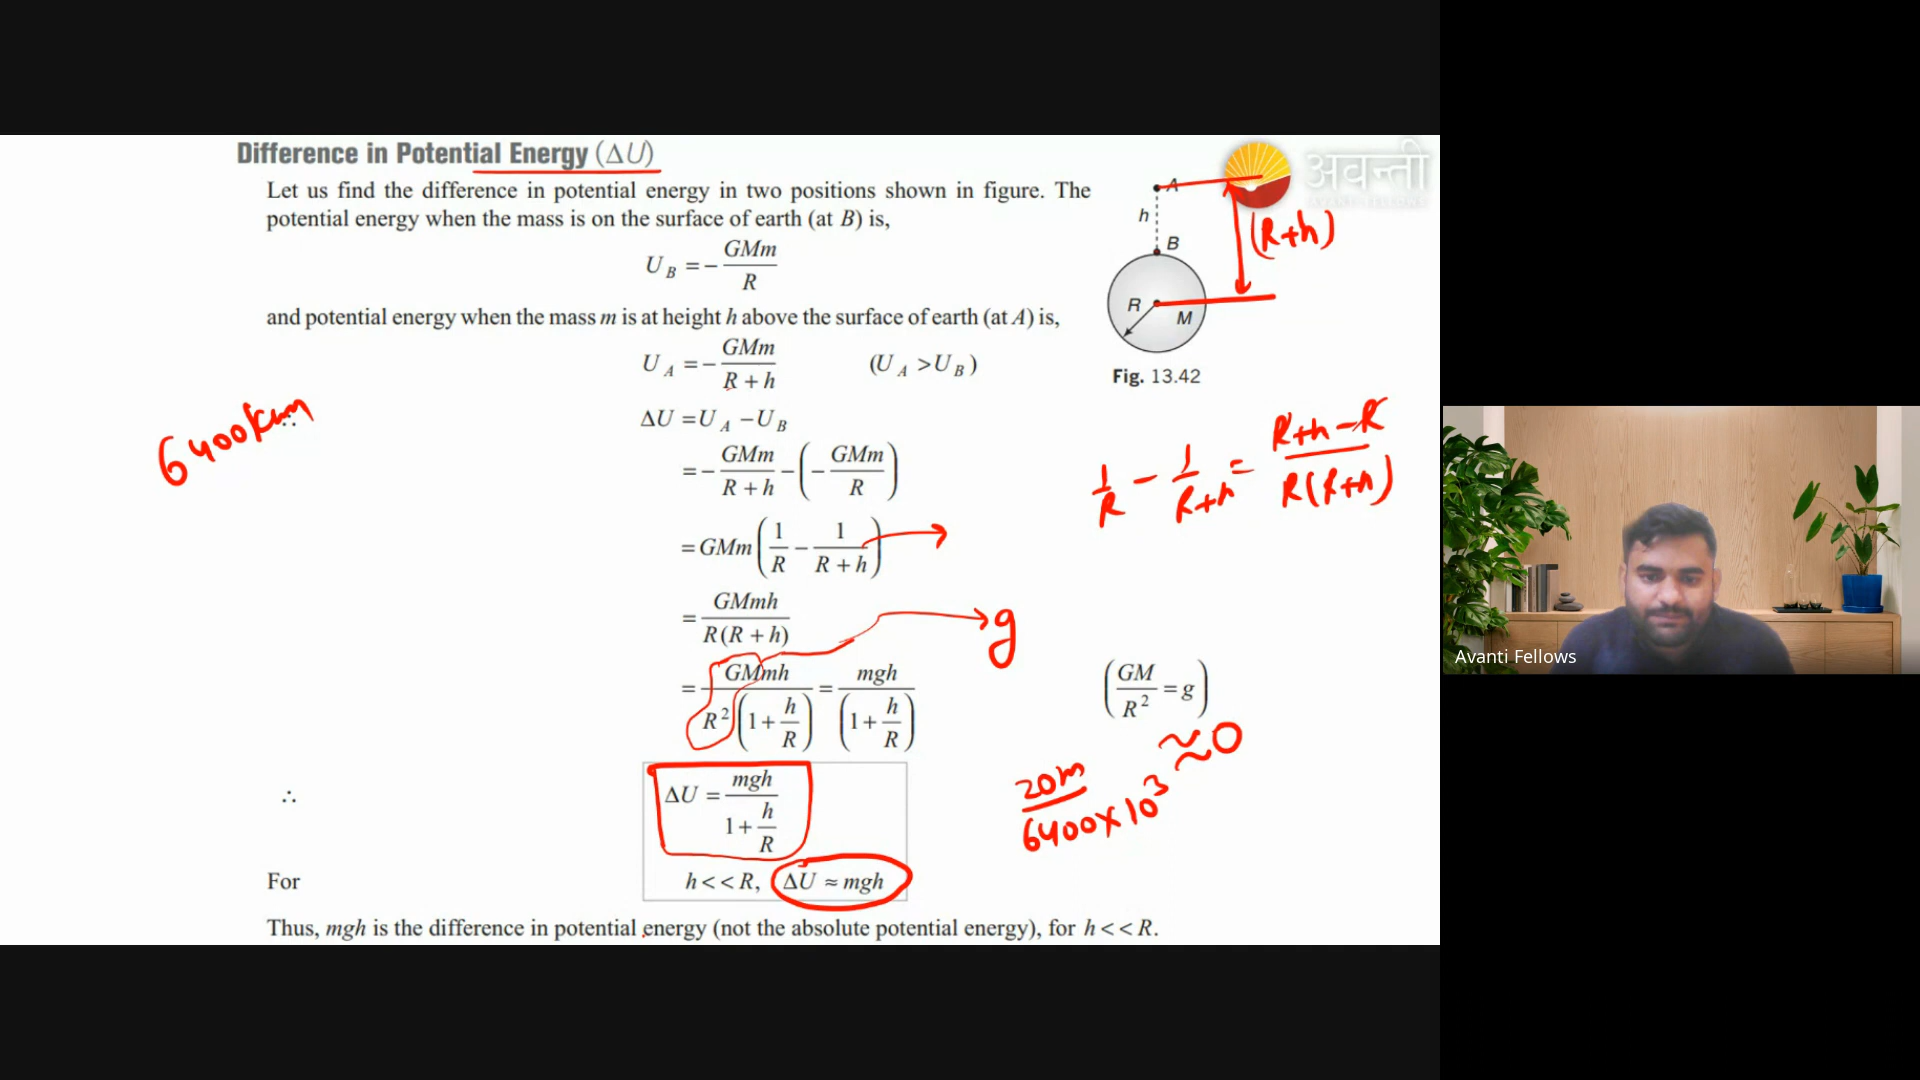 Difference in Potential Energy (ΔU)
अवन्ती
AVANTI FELLOWS
Let us find the difference in potential energy in two positions shown in figure. The
potential energy when the mass is on the surface of earth (at B) is,
U_B = −GMm/R
and potential energy when the mass m is at height h above the surface of earth (at A) is,
U_A = −GMm/(R + h) (U_A > U_B)
A
h
B
R
M
(R+h)
Fig. 13.42
6400km
∴ ΔU = U_A − U_B
= −GMm/(R + h) − (−GMm/R)
= GMm (1/R − 1/(R + h))
1/R − 1/(R+h) = (R+h−R)/(R(R+h))
= GMmh/(R(R + h))
g
= GMmh/(R²(1 + h/R)) = mgh/(1 + h/R) (GM/R² = g)
∴ ΔU = mgh/(1 + h/R)
20m/(6400×10³) ≈ 0
For h << R, ΔU ≈ mgh
Thus, mgh is the difference in potential energy (not the absolute potential energy), for h << R.
Avanti Fellows